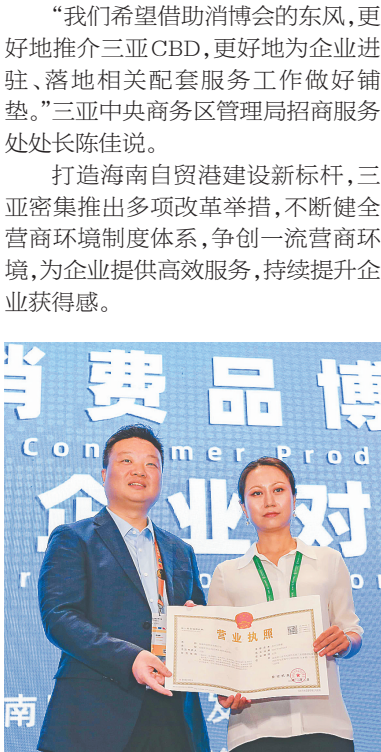 “我们希望借助消博会的东风,更
好地推介三亚CBD,更好地为企业进
驻、落地相关配套服务工作做好铺
垫。”三亚中央商务区管理局招商服务
处处长陈佳说。
打造海南自贸港建设新标杆,三
亚密集推出多项改革举措,不断健全
营商环境制度体系,争创一流营商环
境,为企业提供高效服务,持续提升企
业获得感。
消费品博
Consumer Prod
企业对
营业执照
南
发